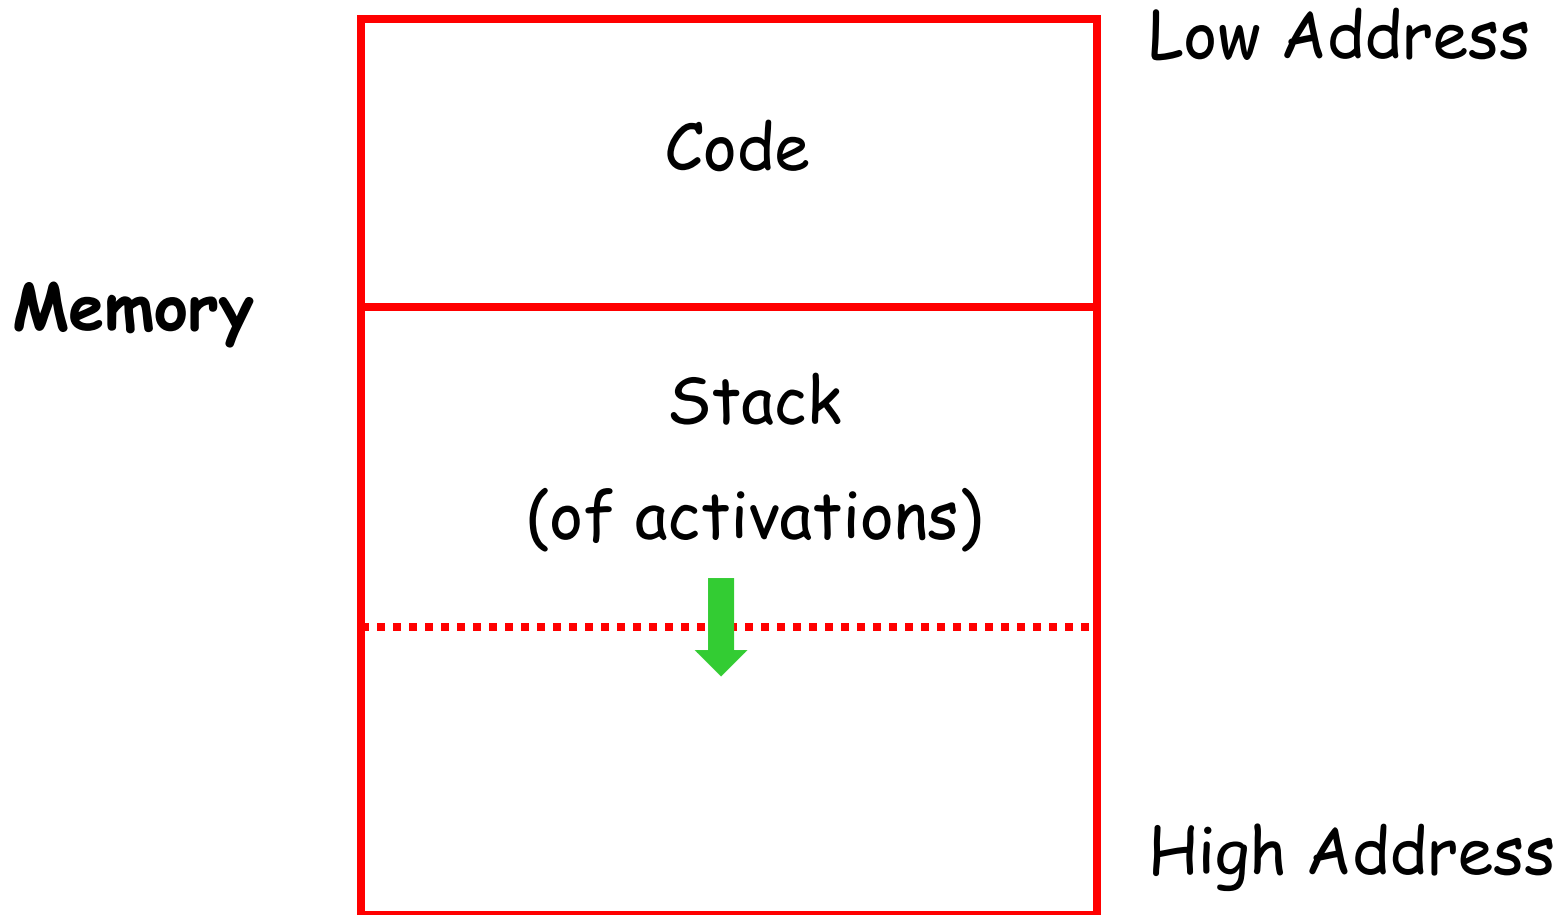 Low Address
Code
Memory
Stack
(of activations)
High Address